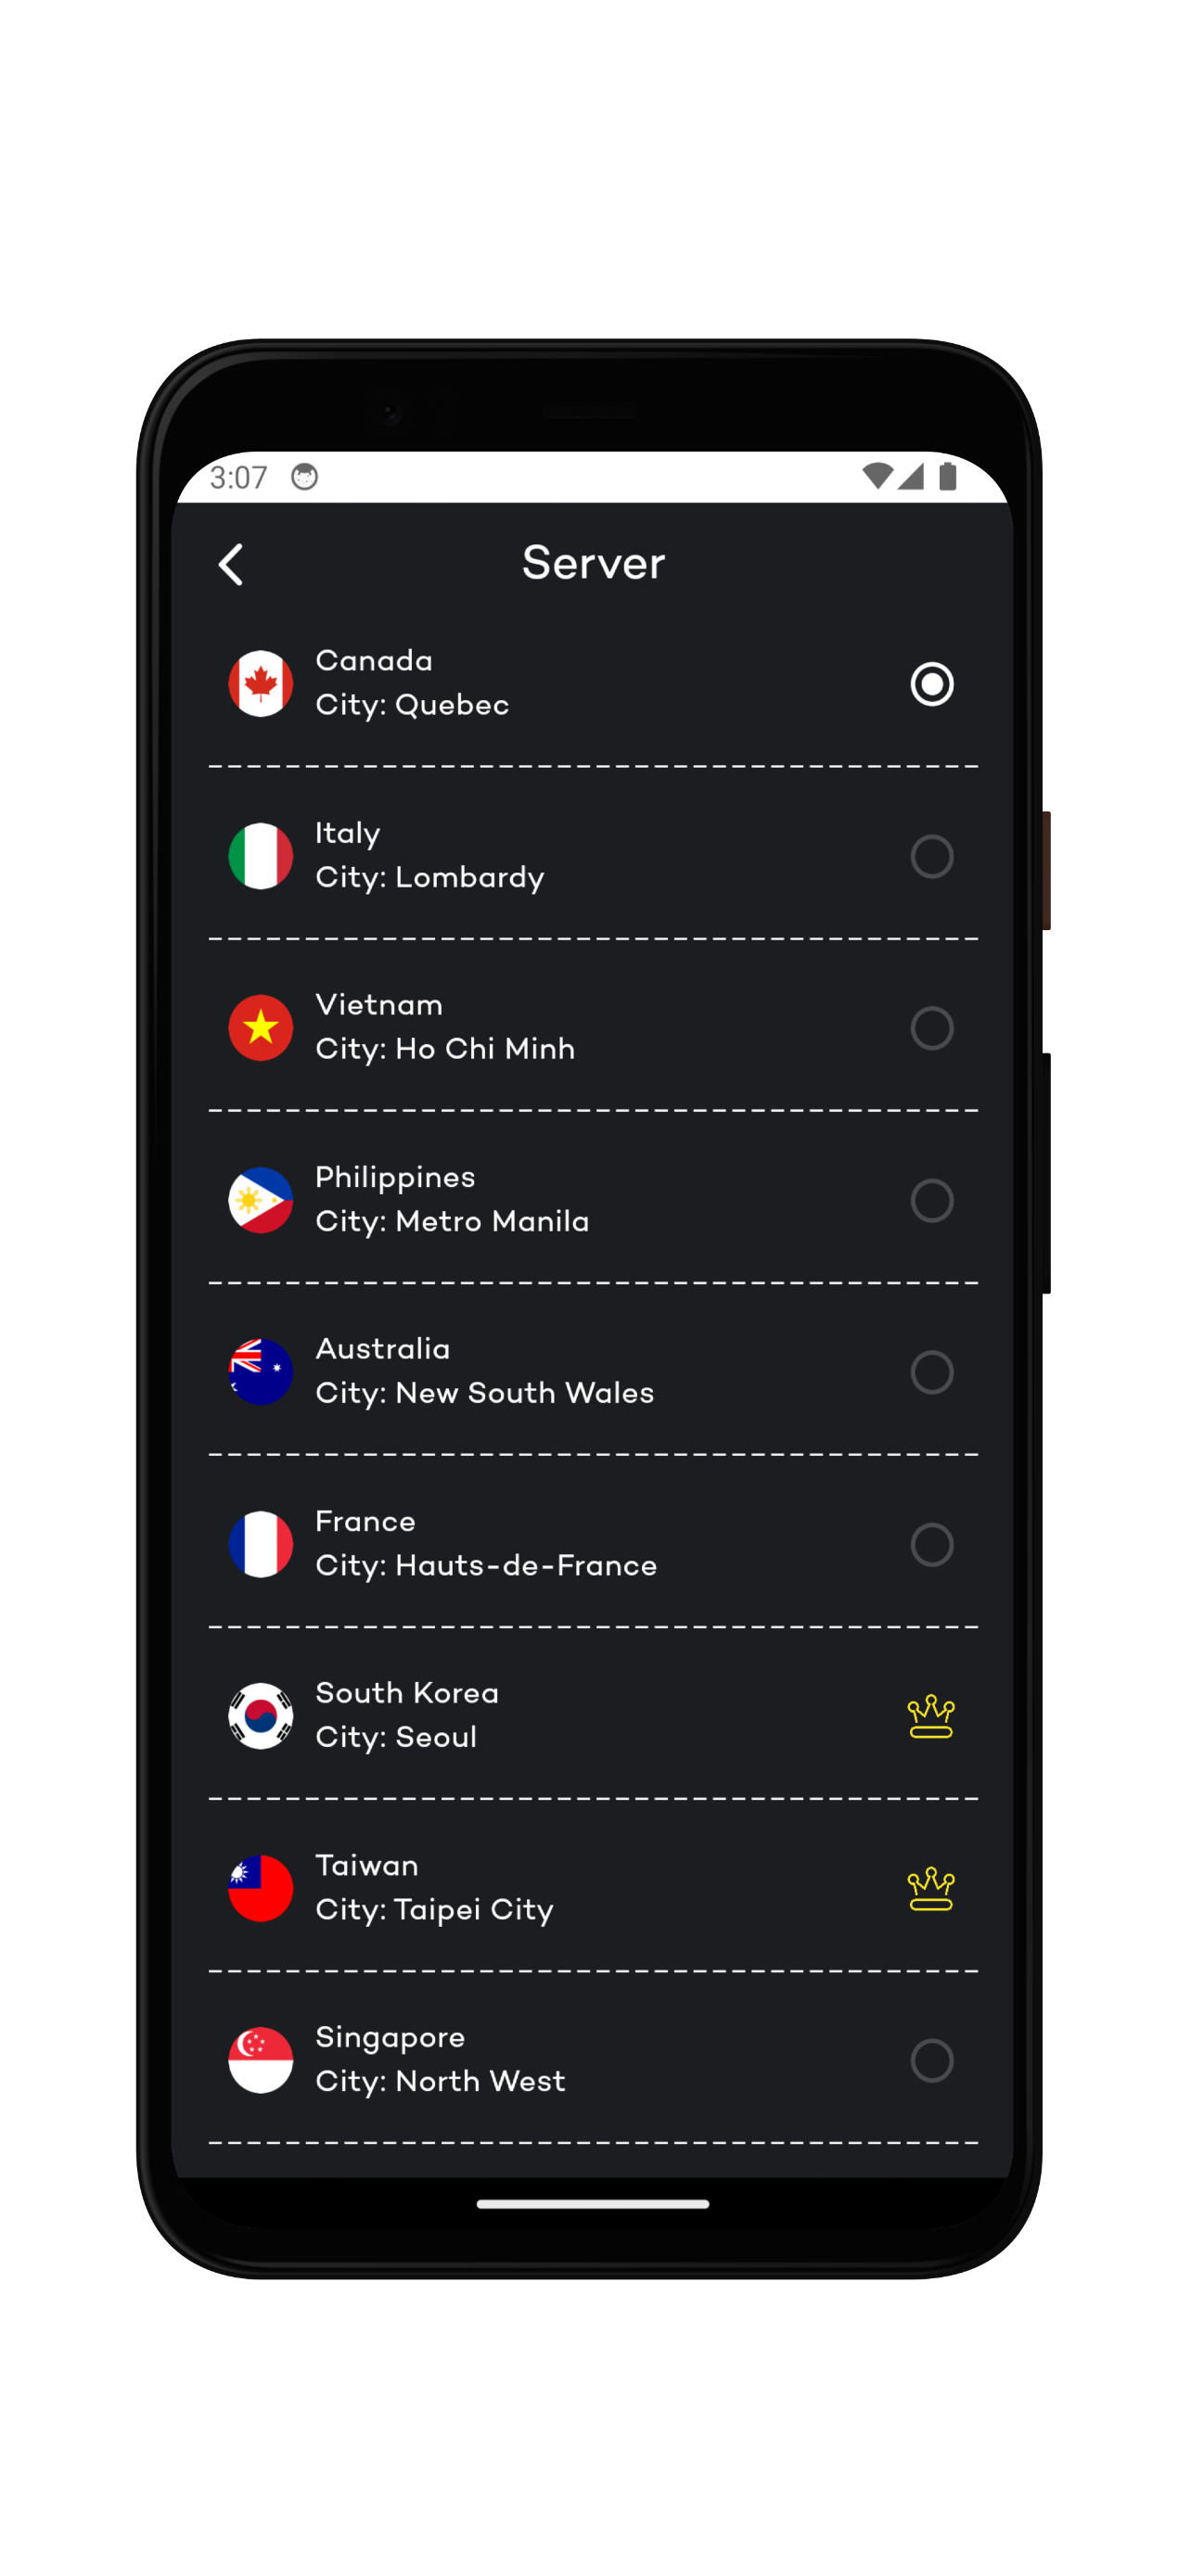 3:07
Server
Canada
City: Quebec
Italy
City: Lombardy
Vietnam
City: Ho Chi Minh
Philippines
City: Metro Manila
Australia
City: New South Wales
France
City: Hauts-de-France
South Korea
City: Seoul
Taiwan
City: Taipei City
Singapore
City: North West